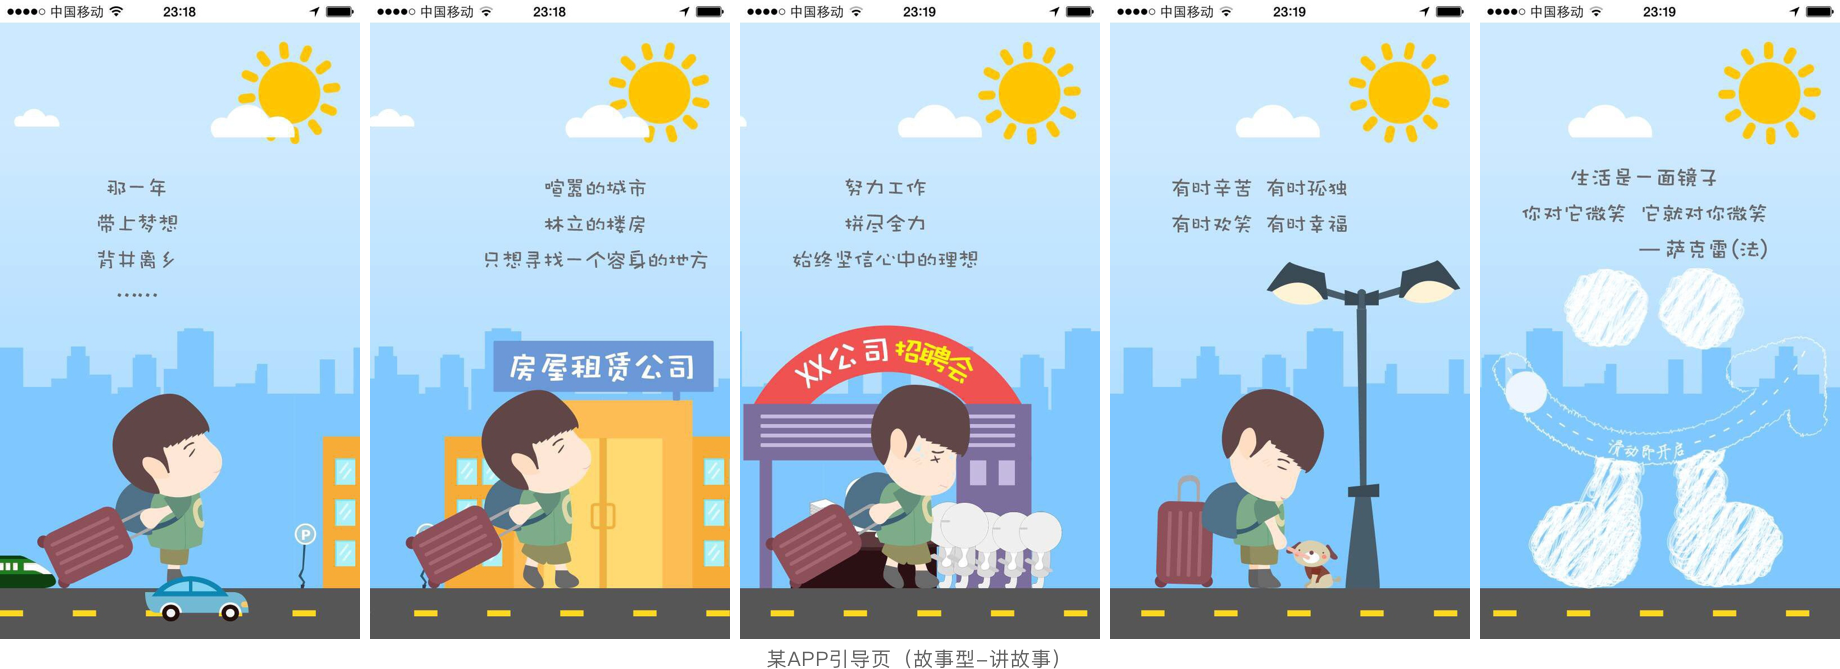 中国移动 23:18
那一年
带上梦想
背井离乡
......
P
中国移动 23:18
喧嚣的城市
林立的楼房
只想寻找一个容身的地方
房屋租赁公司
中国移动 23:19
努力工作
拼尽全力
始终坚信心中的理想
XX公司招聘会
中国移动 23:19
有时辛苦 有时孤独
有时欢笑 有时幸福
中国移动 23:19
生活是一面镜子
你对它微笑 它就对你微笑
— 萨克雷(法)
滑动即开启
某APP引导页（故事型-讲故事）